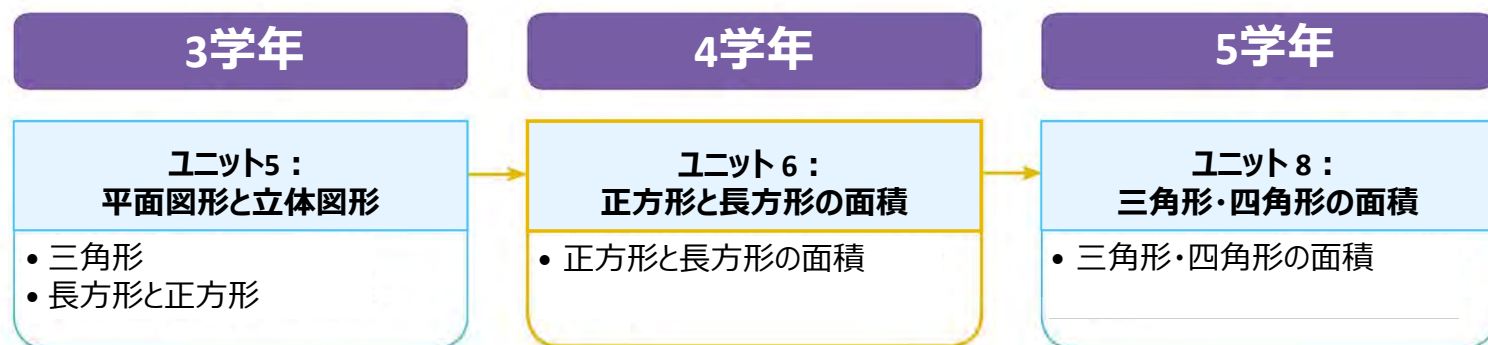 3学年
4学年
5学年
ユニット5：
平面図形と立体図形
• 三角形
• 長方形と正方形
ユニット 6：
正方形と長方形の面積
• 正方形と長方形の面積
ユニット 8：
三角形・四角形の面積
• 三角形・四角形の面積